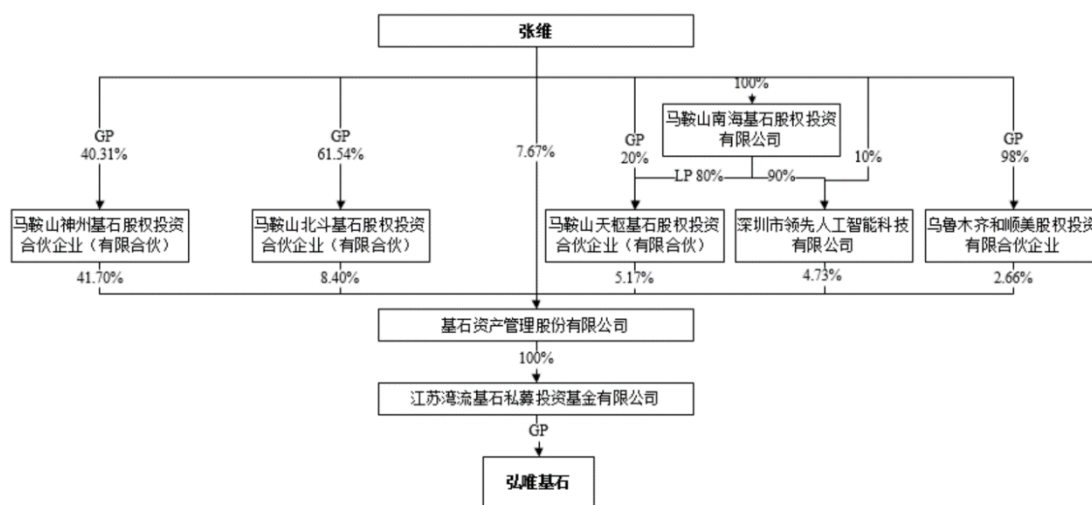 张维
100%
马鞍山南海基石股权投资
有限公司
GP
40.31%
GP
61.54%
7.67%
GP
20%
10%
GP
98%
LP 80%
90%
马鞍山神州基石股权投资
合伙企业（有限合伙）
马鞍山北斗基石股权投资
合伙企业（有限合伙）
马鞍山天枢基石股权投资
合伙企业（有限合伙）
深圳市领先人工智能科技
有限公司
乌鲁木齐和顺美股权投资
有限合伙企业
41.70%
8.40%
5.17%
4.73%
2.66%
基石资产管理股份有限公司
100%
江苏湾流基石私募投资基金有限公司
GP
弘唯基石